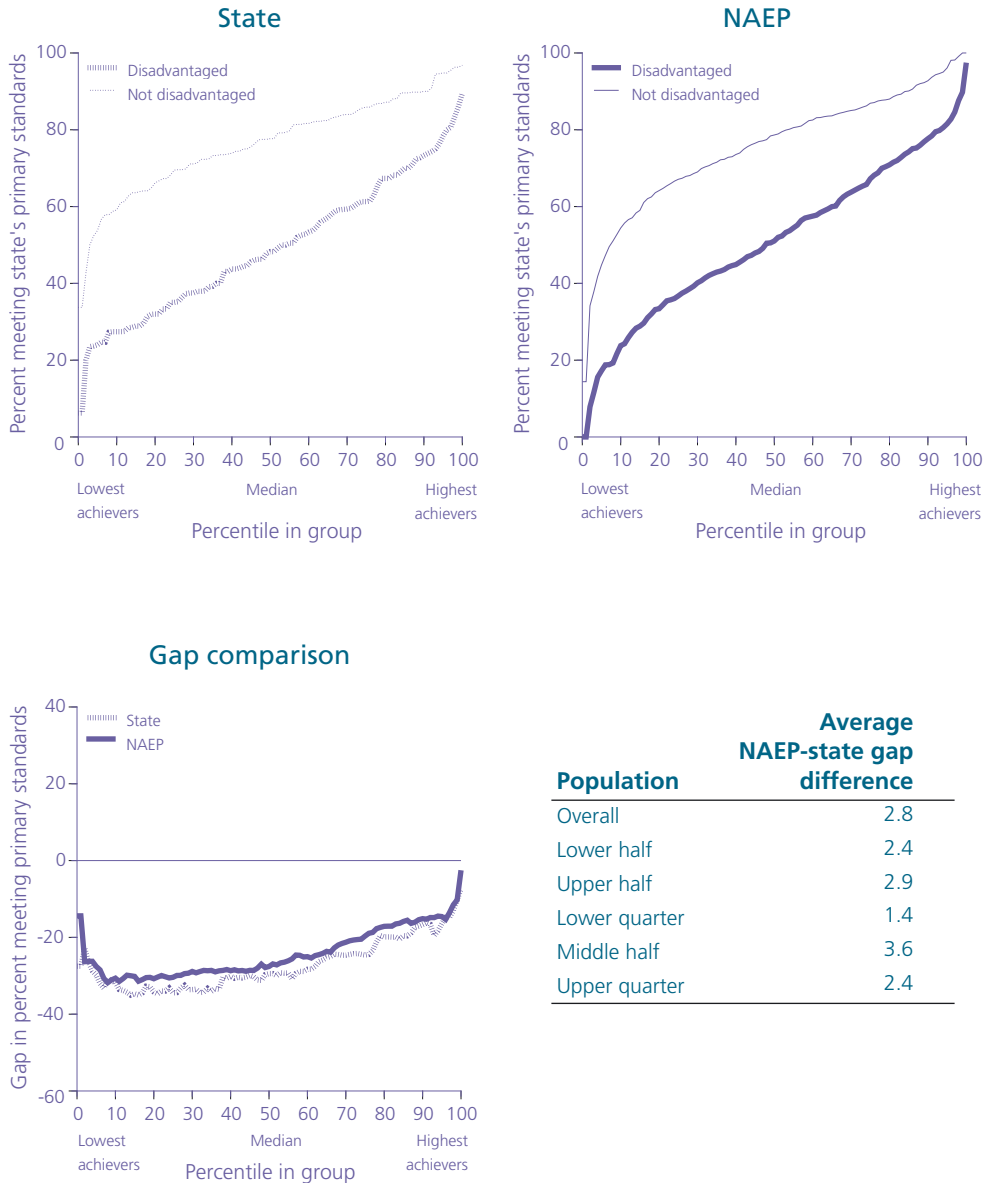 State
Percent meeting state's primary standards
100
80
60
40
20
0
Disadvantaged
Not disadvantaged
0 10 20 30 40 50 60 70 80 90 100
Lowest achievers
Median
Highest achievers
Percentile in group
NAEP
Percent meeting state's primary standards
100
80
60
40
20
0
Disadvantaged
Not disadvantaged
0 10 20 30 40 50 60 70 80 90 100
Lowest achievers
Median
Highest achievers
Percentile in group
Gap comparison
Gap in percent meeting primary standards
40
20
0
-20
-40
-60
State
NAEP
0 10 20 30 40 50 60 70 80 90 100
Lowest achievers
Median
Highest achievers
Percentile in group
Average
NAEP-state gap
Population difference
Overall 2.8
Lower half 2.4
Upper half 2.9
Lower quarter 1.4
Middle half 3.6
Upper quarter 2.4